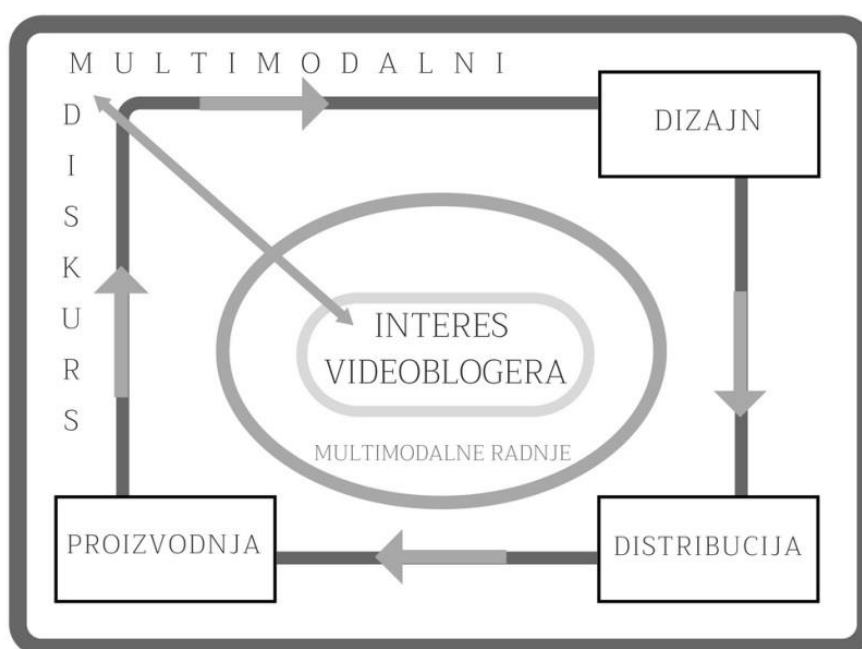 MULTIMODALNI
DISKURS
DIZAJN
INTERES
VIDEOBLOGERA
MULTIMODALNE RADNJE
PROIZVODNJA
DISTRIBUCIJA